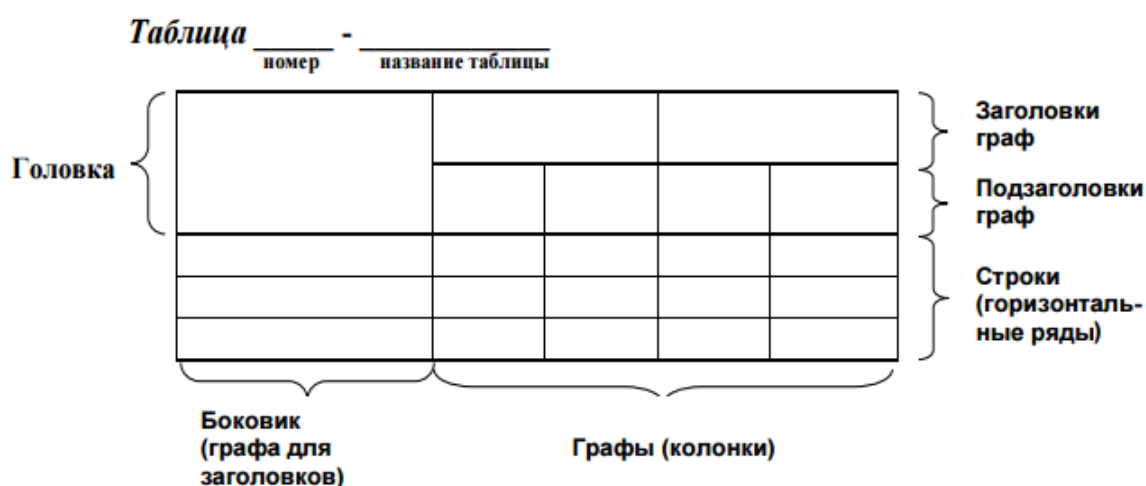 Таблица _____ - ____________
номер название таблицы
Заголовки
граф
Головка
Подзаголовки
граф
Строки
(горизонталь-
ные ряды)
Боковик
(графа для
заголовков)
Графы (колонки)